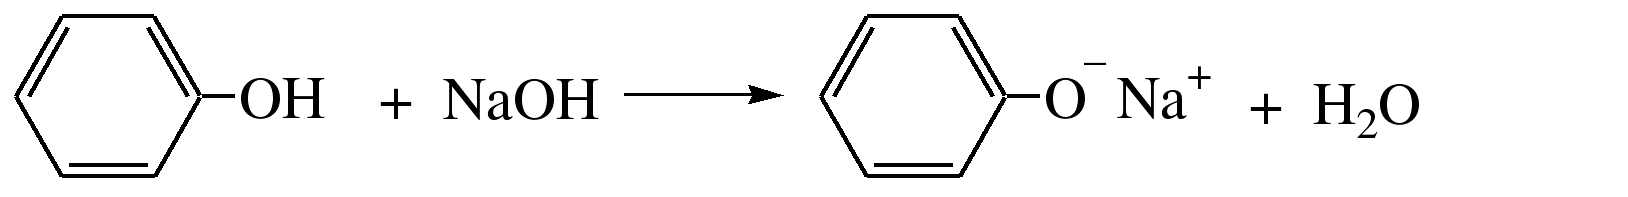 OH + NaOH ⟶ O⁻ Na⁺ + H₂O